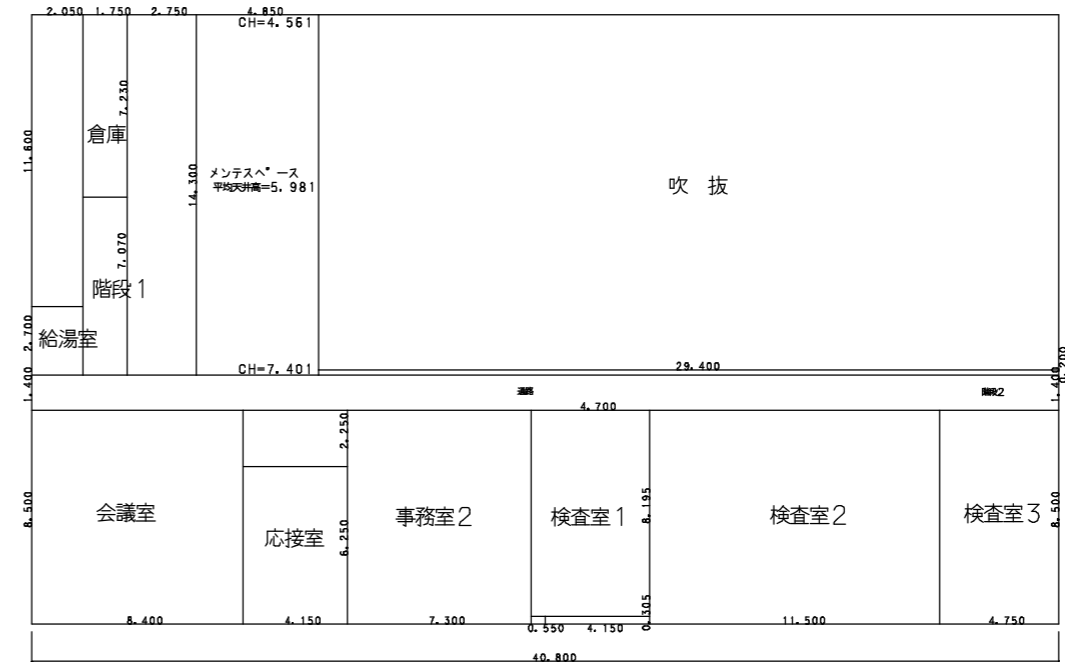 2.050 1.750 2.750 4.850
CH=4.561
11.600
倉庫
7.230
14.300
メンテスペース
平均天井高=5.981
吹 抜
7.070
階段1
2.700
給湯室
CH=7.401
29.400
0.200
1.400
通路
4.700
階段2
1.400
2.250
8.500
会議室
応接室
6.250
事務室2
検査室1
8.195
検査室2
検査室3
8.500
0.305
8.400 4.150 7.300 0.550 4.150 11.500 4.750
40.800